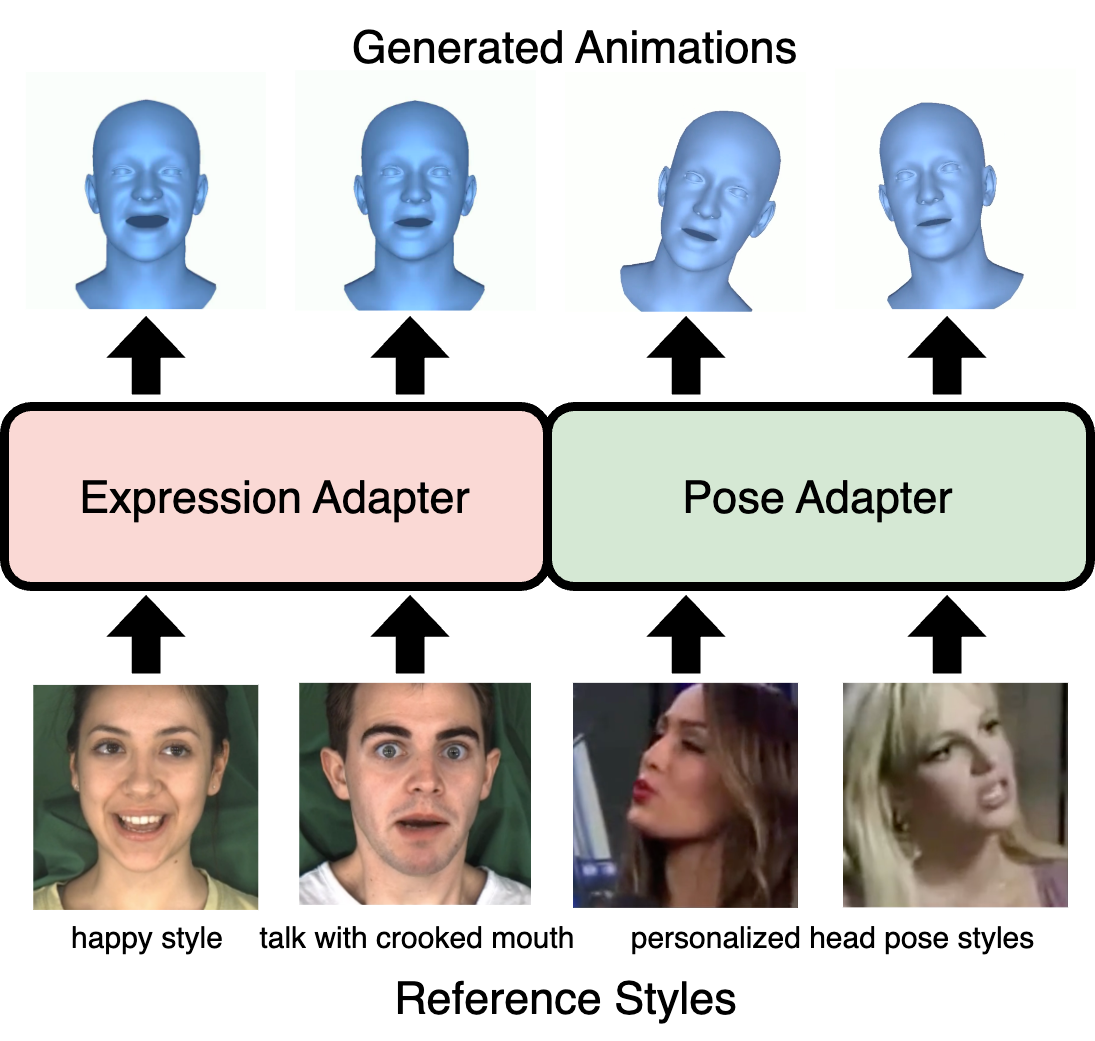 Generated Animations
Expression Adapter
Pose Adapter
happy style
talk with crooked mouth
personalized head pose styles
Reference Styles